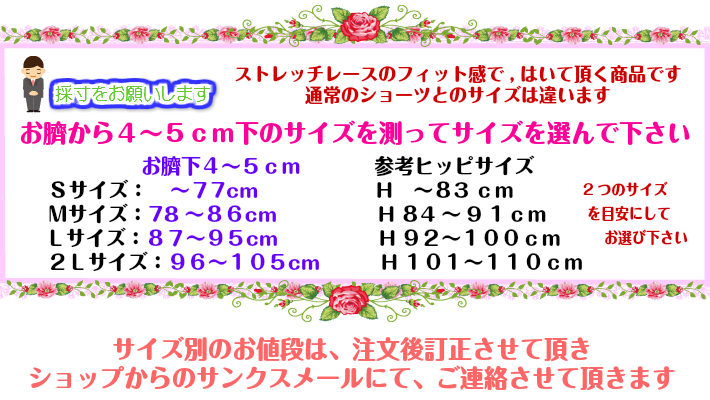 ストレッチレースのフィット感で，はいて頂く商品です
採寸をお願いします
通常のショーツとのサイズは違います
お臍から４～５ｃｍ下のサイズを測ってサイズを選んで下さい
お臍下４～５ｃｍ　参考ヒッピサイズ
Ｓサイズ：　～７７cm　Ｈ　～８３ｃｍ　２つのサイズ
Ｍサイズ：７８～８６cm　Ｈ８４～９１ｃｍ　を目安にして
Ｌサイズ：８７～９５cm　Ｈ９２～１００ｃｍ　お選び下さい
２Ｌサイズ：９６～１０５cm　Ｈ１０１～１１０ｃｍ
サイズ別のお値段は、注文後訂正させて頂き
ショップからのサンクスメールにて、ご連絡させて頂きます